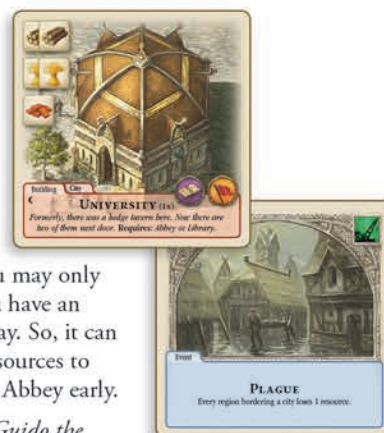 Building City
UNIVERSITY (1x)
Formerly, there was a hedge tavern here. Now there are
two of them next door. Requires: Abbey or Library.
u may only
u have an
ay. So, it can
sources to
Abbey early.
Guido the
Event
PLAGUE
Every region bordering a city loses 1 resource.